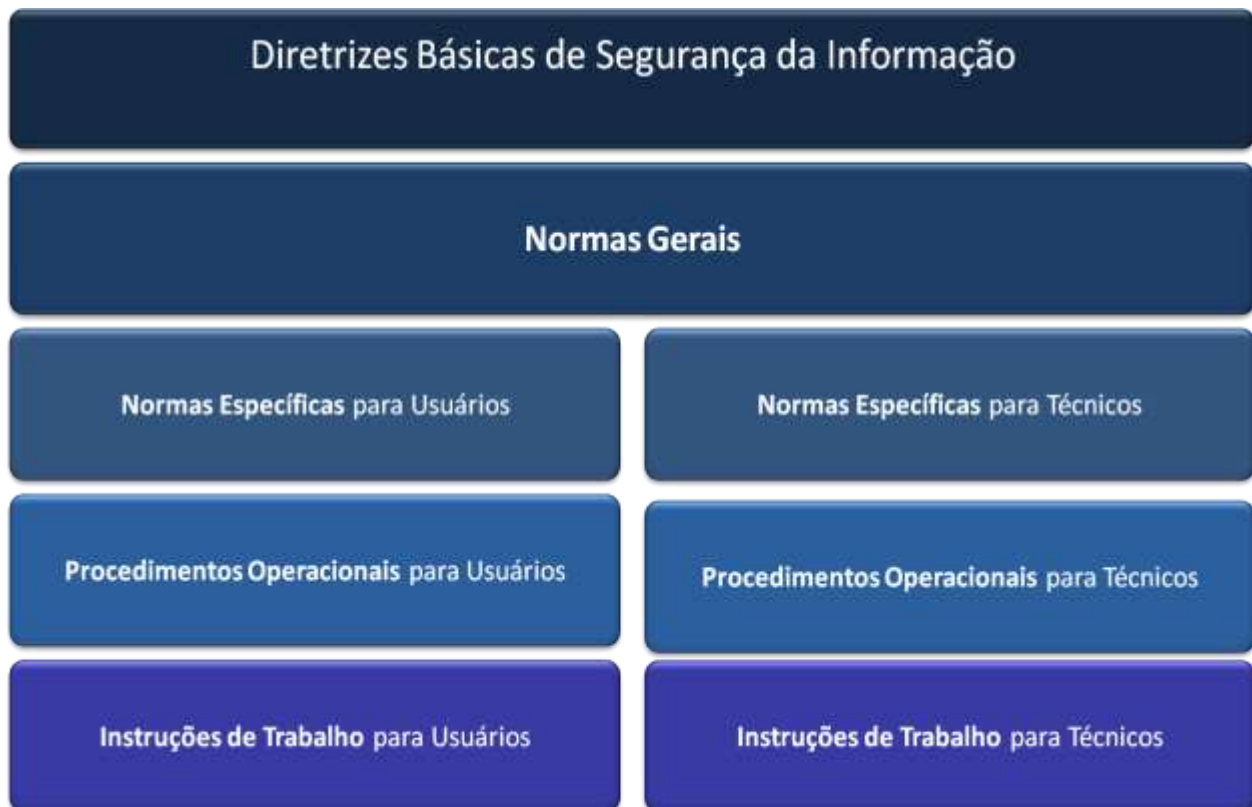 Diretrizes Básicas de Segurança da Informação
Normas Gerais
Normas Específicas para Usuários
Normas Específicas para Técnicos
Procedimentos Operacionais para Usuários
Procedimentos Operacionais para Técnicos
Instruções de Trabalho para Usuários
Instruções de Trabalho para Técnicos